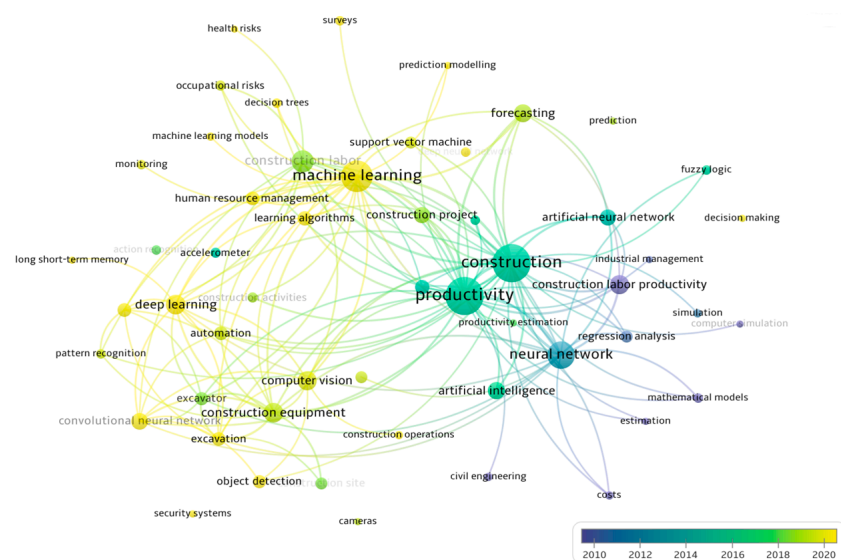 surveys
health risks
prediction modelling
occupational risks
decision trees
forecasting
prediction
machine learning models
support vector machine
construction labor
monitoring
machine learning
fuzzy logic
human resource management
learning algorithms
construction project
artificial neural network
decision making
action recognition
accelerometer
long short-term memory
construction
industrial management
construction labor productivity
construction activities
productivity
deep learning
simulation
productivity estimation
computer simulation
automation
regression analysis
pattern recognition
neural network
computer vision
artificial intelligence
excavator
mathematical models
construction equipment
convolutional neural network
estimation
excavation
construction operations
civil engineering
object detection
site
costs
security systems
cameras
2010 2012 2014 2016 2018 2020